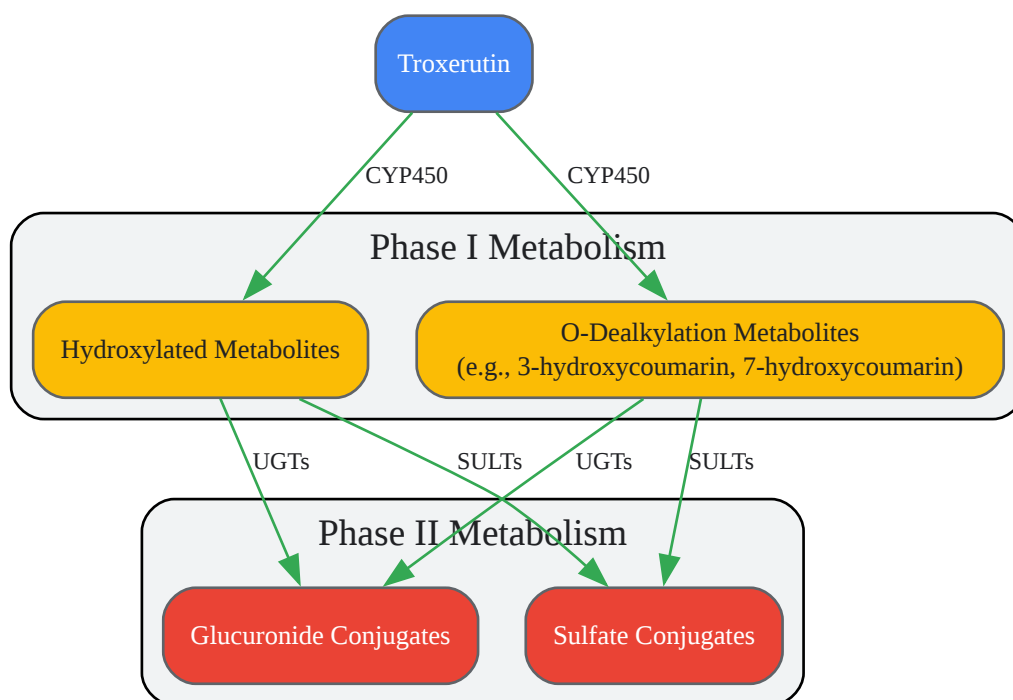 Troxerutin
CYP450
CYP450
Phase I Metabolism
Hydroxylated Metabolites
O-Dealkylation Metabolites
(e.g., 3-hydroxycoumarin, 7-hydroxycoumarin)
UGTs
SULTs
UGTs
SULTs
Phase II Metabolism
Glucuronide Conjugates
Sulfate Conjugates